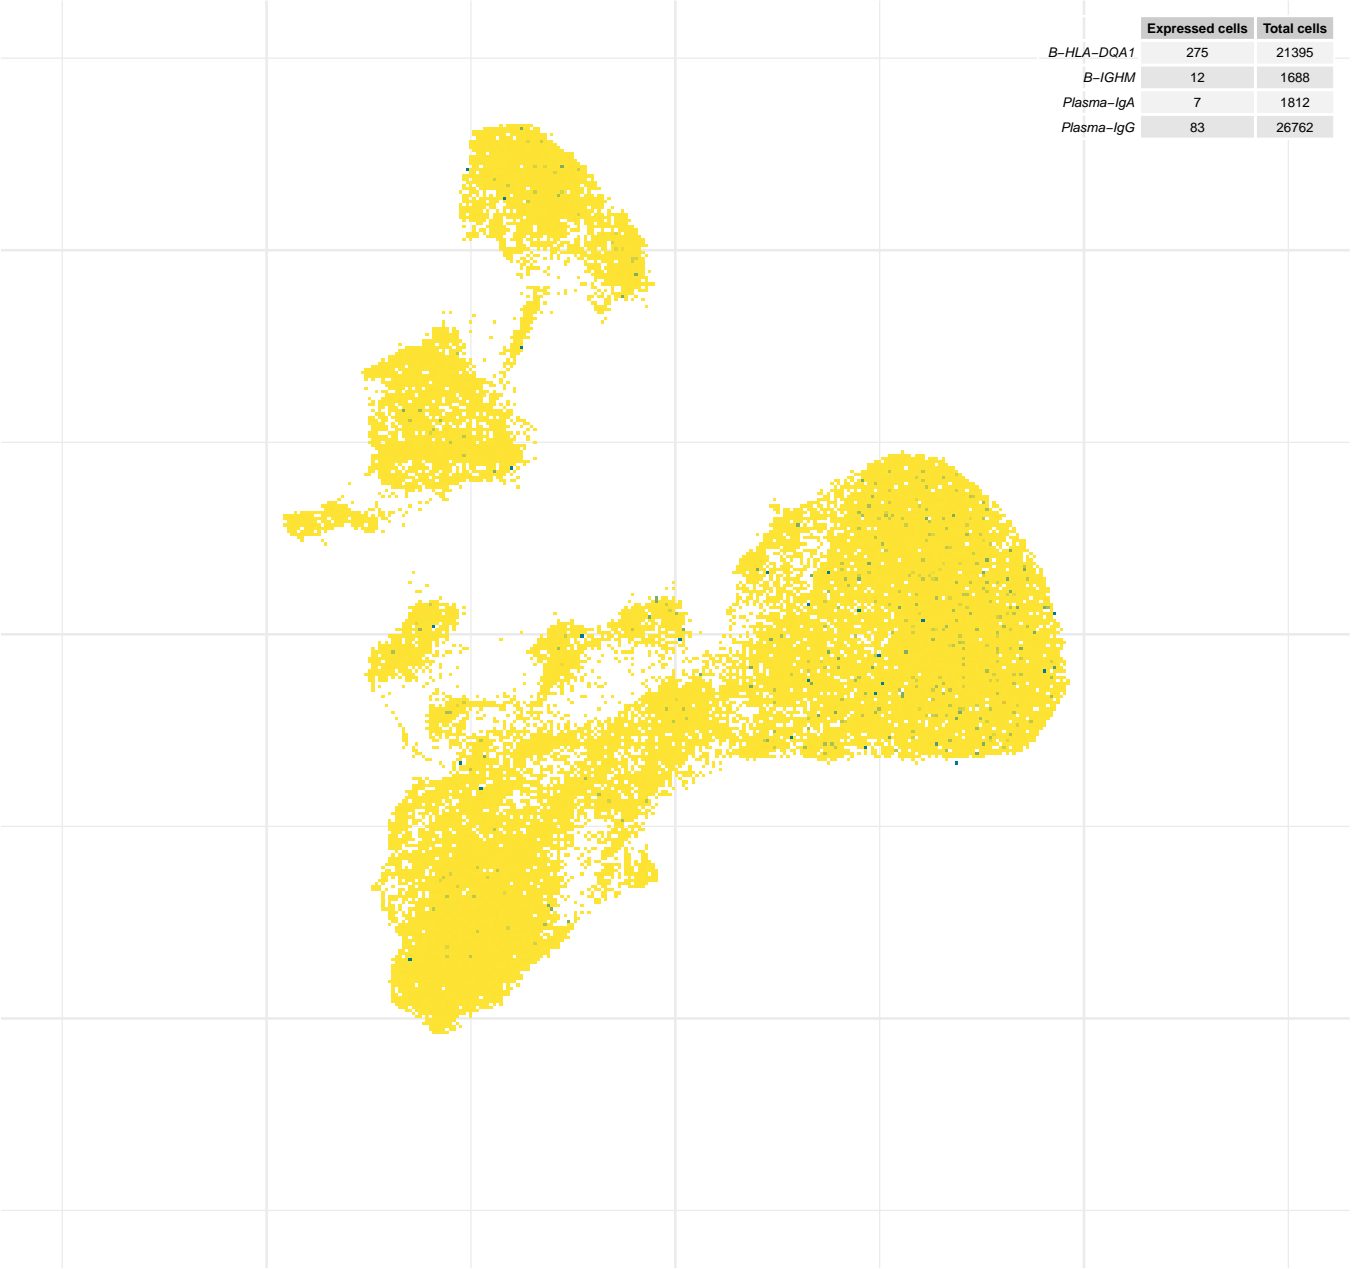 Expressed cells Total cells
B−HLA−DQA1 275 21395
B−IGHM 12 1688
Plasma−IgA 7 1812
Plasma−IgG 83 26762